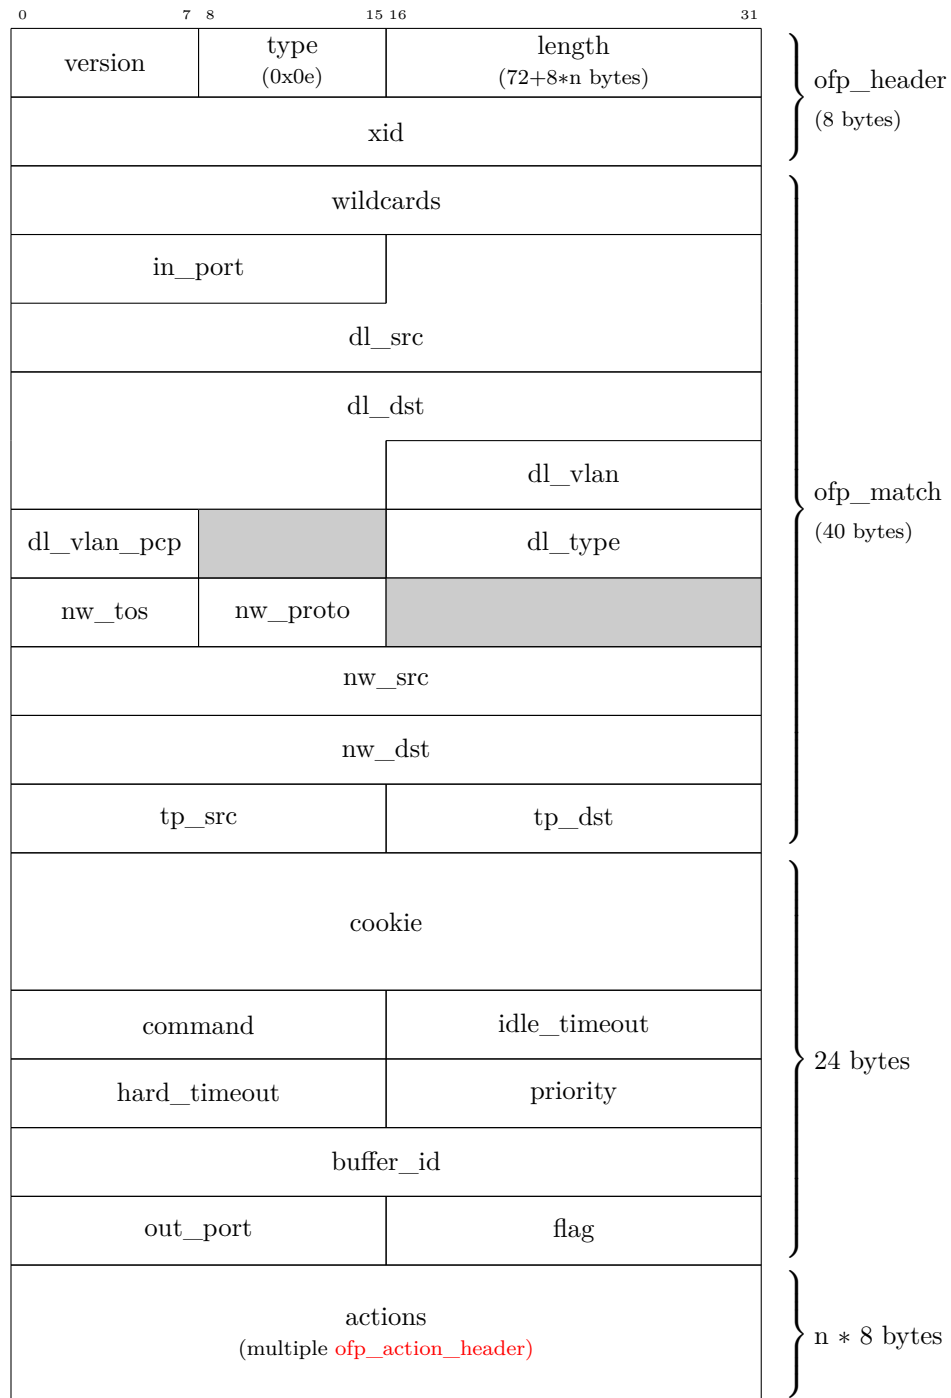 0 7 8 15 16 31
version
type
(0x0e)
length
(72+8*n bytes)
ofp_header
(8 bytes)
xid
wildcards
in_port
dl_src
dl_dst
dl_vlan
ofp_match
(40 bytes)
dl_vlan_pcp
dl_type
nw_tos
nw_proto
nw_src
nw_dst
tp_src
tp_dst
cookie
command
idle_timeout
24 bytes
hard_timeout
priority
buffer_id
out_port
flag
actions
(multiple ofp_action_header)
n * 8 bytes